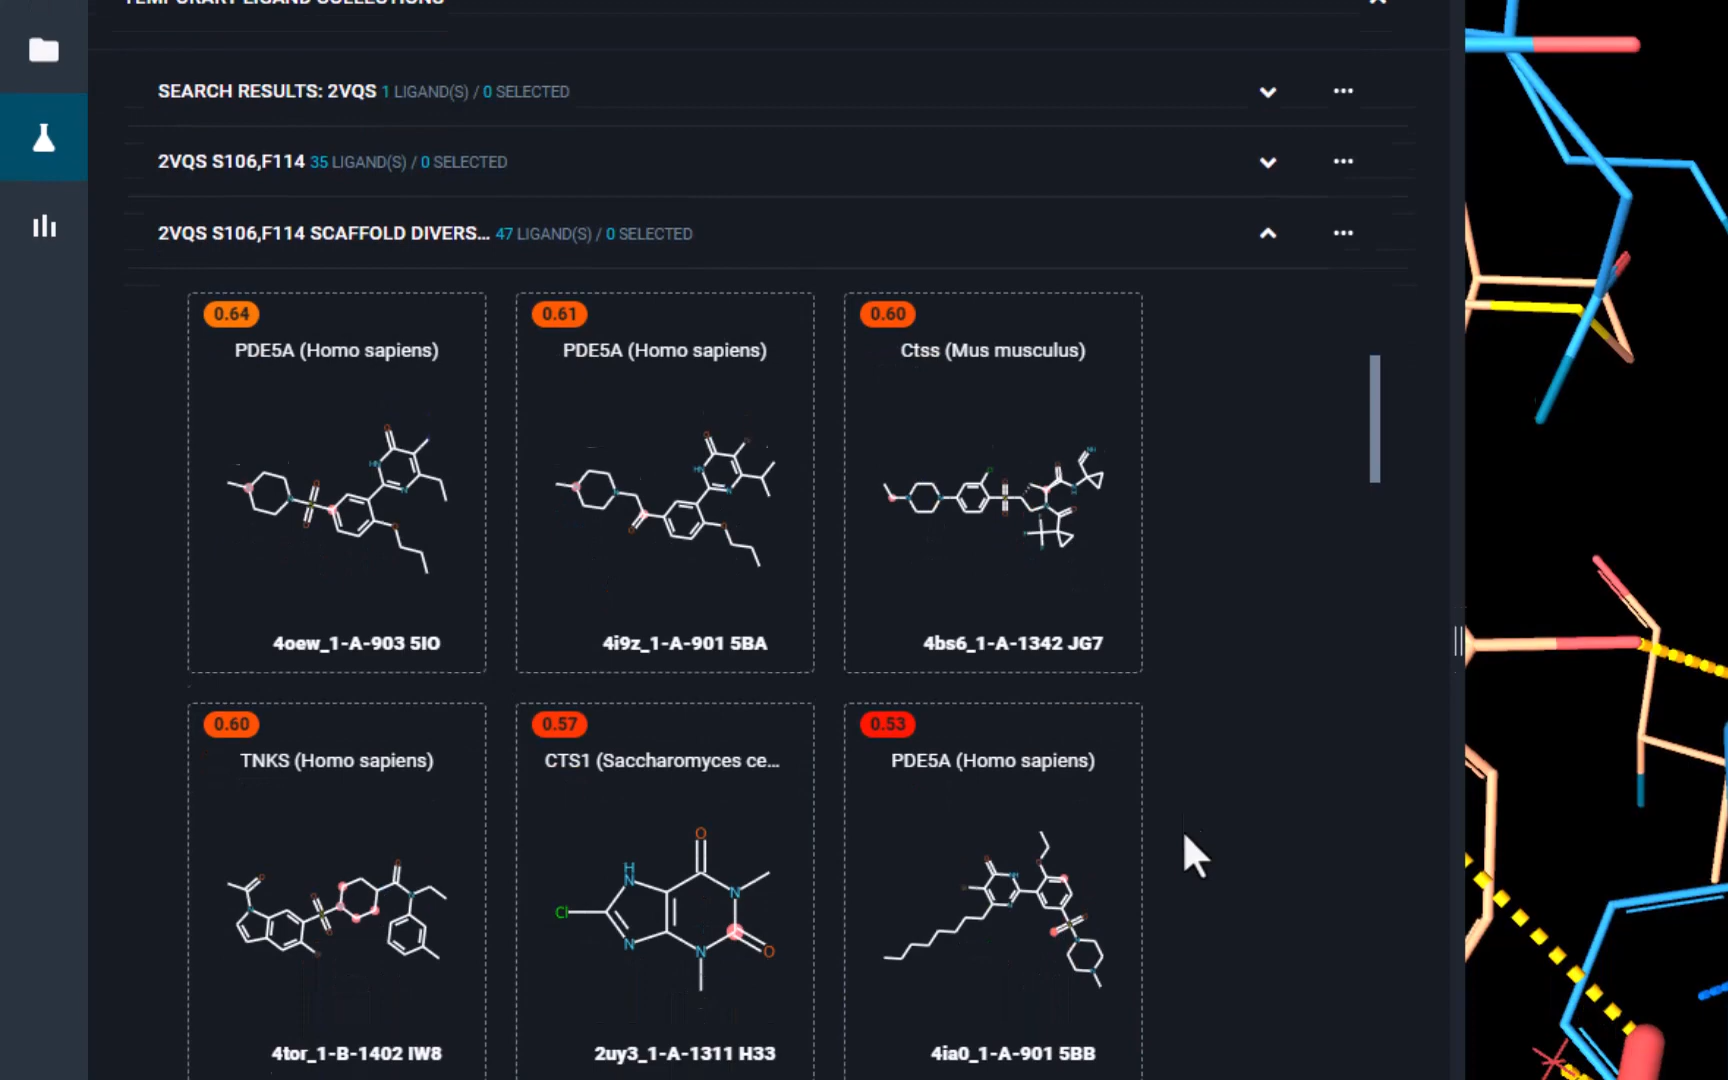 TEMPORARY LIGAND COLLECTIONS
SEARCH RESULTS: 2VQS 1 LIGAND(S) / 0 SELECTED
2VQS S106,F114 35 LIGAND(S) / 0 SELECTED
2VQS S106,F114 SCAFFOLD DIVERS... 47 LIGAND(S) / 0 SELECTED
0.64 0.61 0.60
PDE5A (Homo sapiens) PDE5A (Homo sapiens) Ctss (Mus musculus)
4oew_1-A-903 5IO 4i9z_1-A-901 5BA 4bs6_1-A-1342 JG7
0.60 0.57 0.53
TNKS (Homo sapiens) CTS1 (Saccharomyces ce... PDE5A (Homo sapiens)
O
H
N N
Cl
N N O
4tor_1-B-1402 IW8 2uy3_1-A-1311 H33 4ia0_1-A-901 5BB